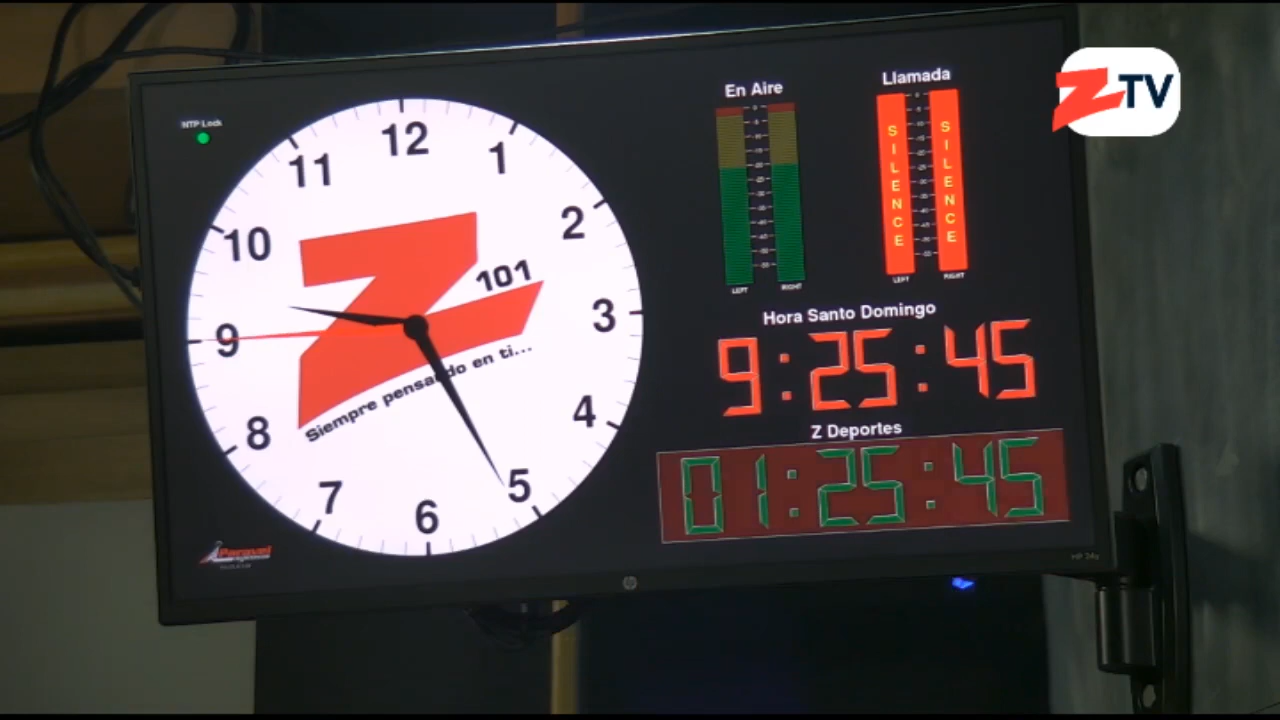 ZTV
NTP Lock
En Aire
Llamada
SILENCE
SILENCE
LEFT
RIGHT
LEFT
RIGHT
12
1
2
3
4
5
6
7
8
9
10
11
Z101
Siempre pensando en ti...
Hora Santo Domingo
9:25:45
Z Deportes
01:25:45
Paravel
hp